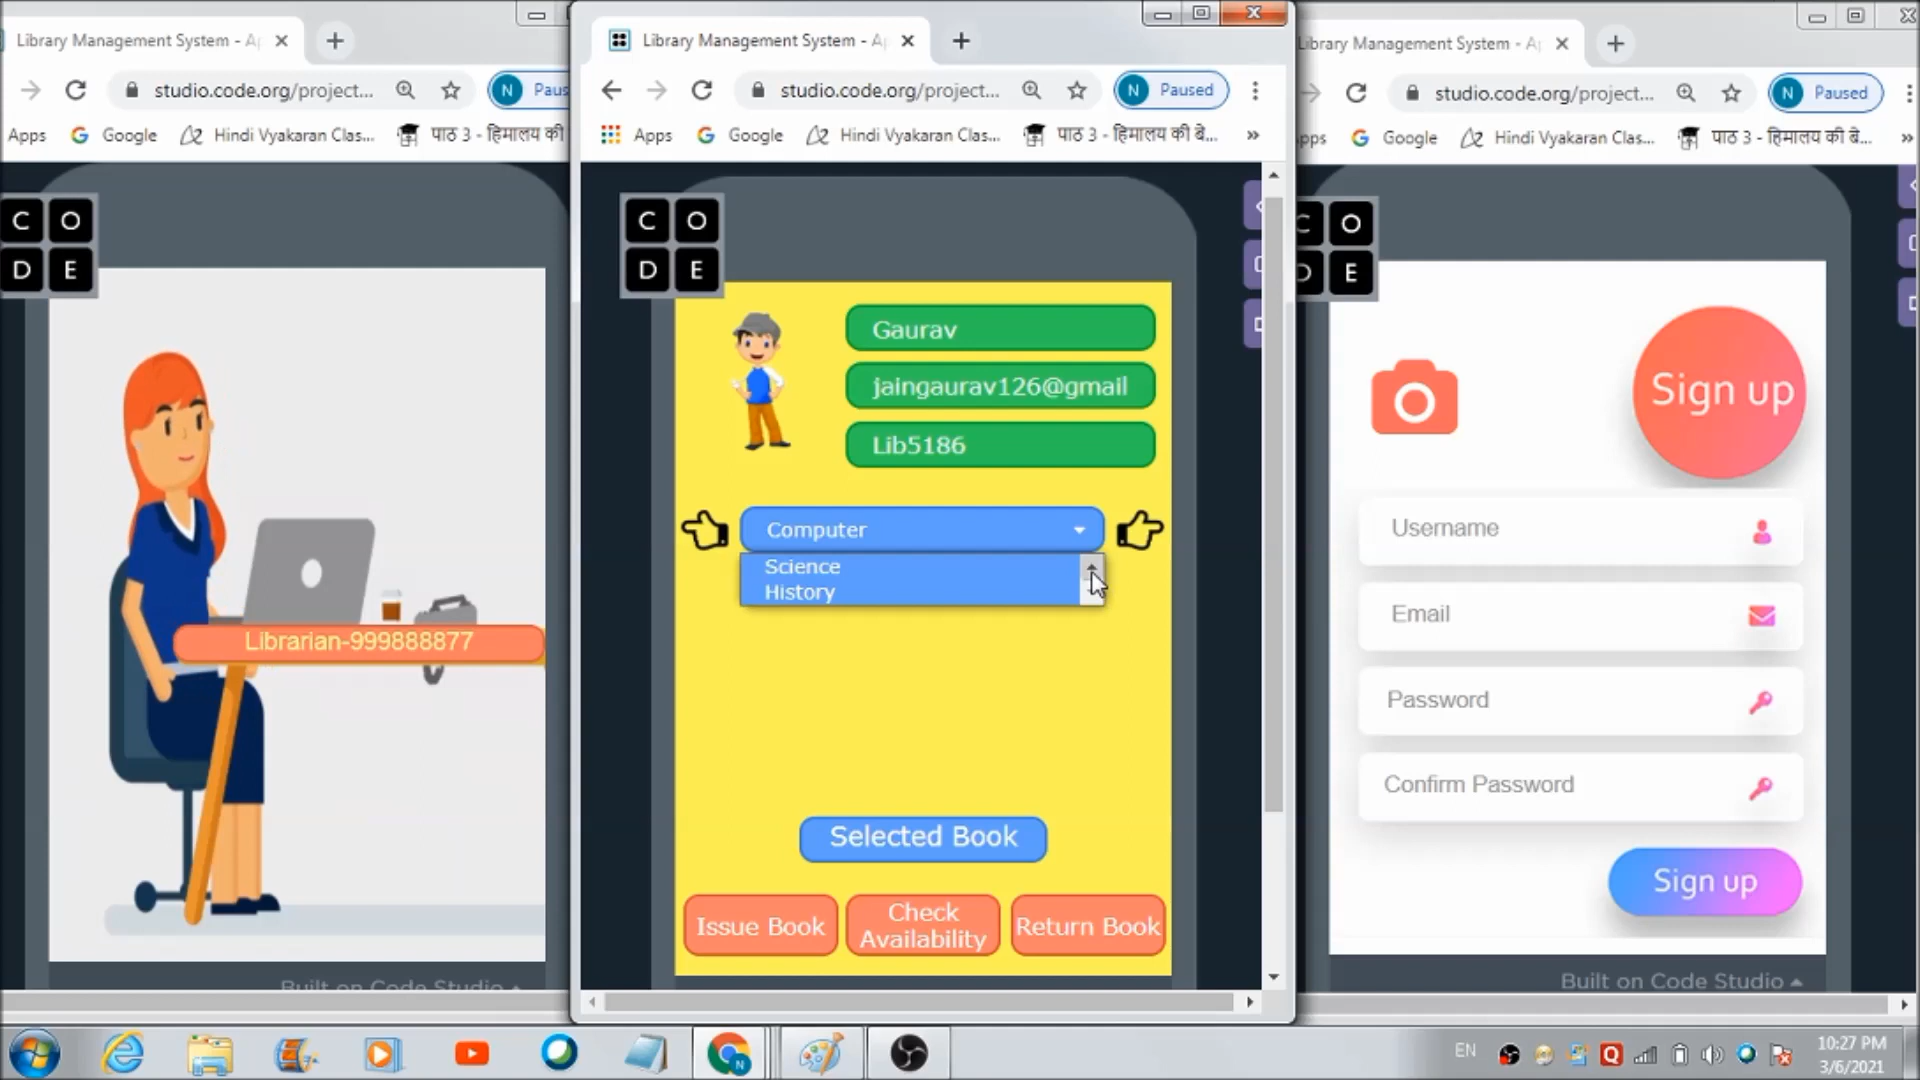 Library Management System - Ap
studio.code.org/project...
N Paus
Apps
Google
Hindi Vyakaran Clas...
पाठ 3 - हिमालय की
C O
D E
Librarian-999888877
Built on Code Studio
Library Management System - Ap
studio.code.org/project...
N Paused
Apps
Google
Hindi Vyakaran Clas...
पाठ 3 - हिमालय की बे...
»
C O
D E
Gaurav
jaingaurav126@gmail
Lib5186
Computer
Science
History
Selected Book
Issue Book
Check
Availability
Return Book
Library Management System - Ap
studio.code.org/project...
N Paused
pps
Google
Hindi Vyakaran Clas...
पाठ 3 - हिमालय की बे...
»
C O
D E
Sign up
Username
Email
Password
Confirm Password
Sign up
Built on Code Studio
EN
10:27 PM
3/6/2021